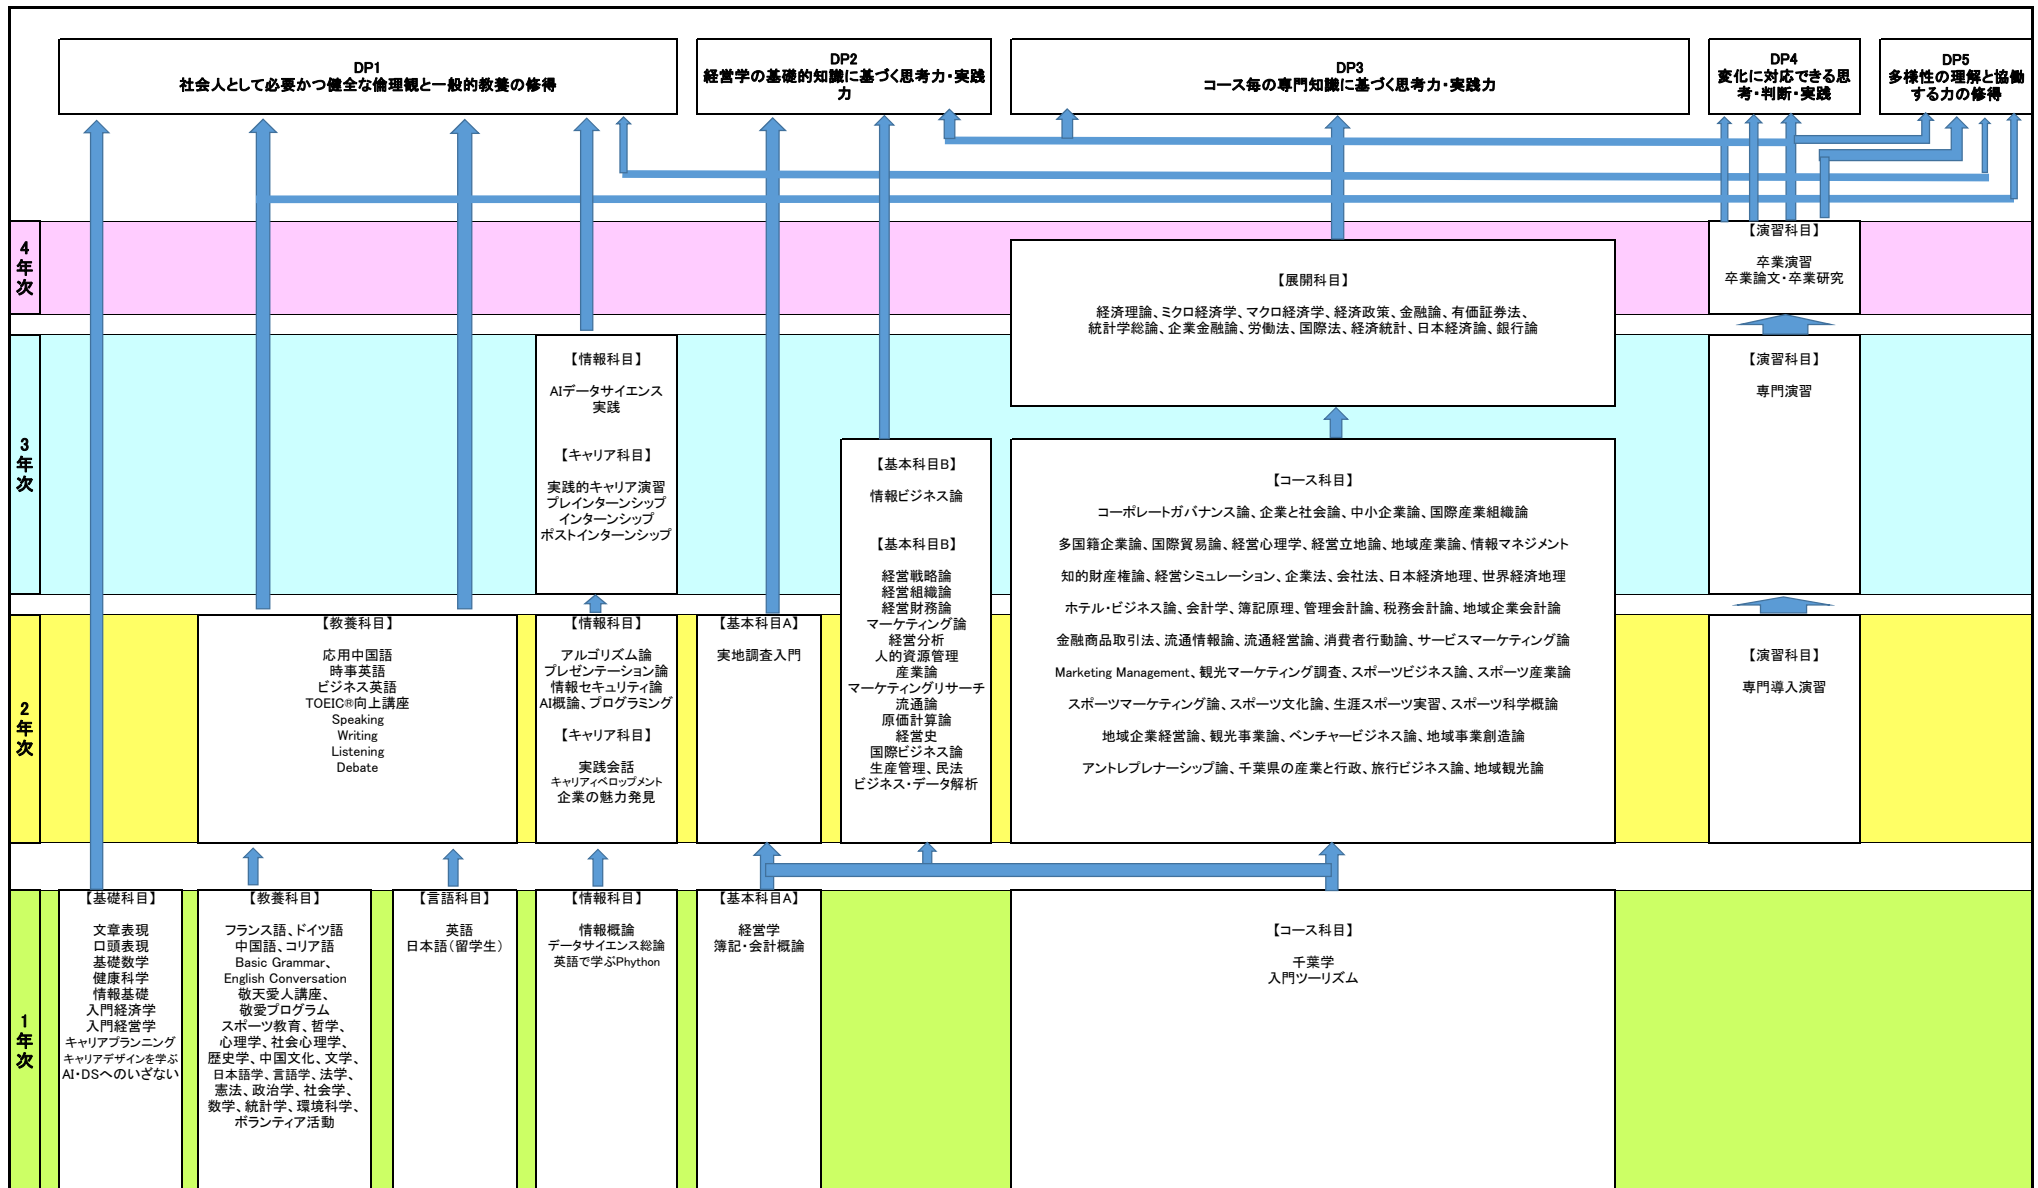 DP1
社会人として必要かつ健全な倫理観と一般的教養の修得
DP2
経営学の基礎的知識に基づく思考力・実践
力
DP3
コース毎の専門知識に基づく思考力・実践力
DP4
変化に対応できる思
考・判断・実践
DP5
多様性の理解と協働
する力の修得
4年次
【展開科目】
経済理論、ミクロ経済学、マクロ経済学、経済政策、金融論、有価証券法、
統計学総論、企業金融論、労働法、国際法、経済統計、日本経済論、銀行論
【演習科目】
卒業演習
卒業論文・卒業研究
3年次
【情報科目】
AIデータサイエンス
実践
【キャリア科目】
実践的キャリア演習
プレインターンシップ
インターンシップ
ポストインターンシップ
【基本科目B】
情報ビジネス論
【基本科目B】
経営戦略論
経営組織論
経営財務論
マーケティング論
経営分析
人的資源管理
産業論
マーケティングリサーチ
流通論
原価計算論
経営史
国際ビジネス論
生産管理、民法
ビジネス・データ解析
【コース科目】
コーポレートガバナンス論、企業と社会論、中小企業論、国際産業組織論
多国籍企業論、国際貿易論、経営心理学、経営立地論、地域産業論、情報マネジメント
知的財産権論、経営シミュレーション、企業法、会社法、日本経済地理、世界経済地理
ホテル・ビジネス論、会計学、簿記原理、管理会計論、税務会計論、地域企業会計論
金融商品取引法、流通情報論、流通経営論、消費者行動論、サービスマーケティング論
Marketing Management、観光マーケティング調査、スポーツビジネス論、スポーツ産業論
スポーツマーケティング論、スポーツ文化論、生涯スポーツ実習、スポーツ科学概論
地域企業経営論、観光事業論、ベンチャービジネス論、地域事業創造論
アントレプレナーシップ論、千葉県の産業と行政、旅行ビジネス論、地域観光論
【演習科目】
専門演習
2年次
【教養科目】
応用中国語
時事英語
ビジネス英語
TOEIC®向上講座
Speaking
Writing
Listening
Debate
【情報科目】
アルゴリズム論
プレゼンテーション論
情報セキュリティ論
AI概論、プログラミング
【キャリア科目】
実践会話
キャリィベロップメント
企業の魅力発見
【基本科目A】
実地調査入門
【演習科目】
専門導入演習
1年次
【基礎科目】
文章表現
口頭表現
基礎数学
健康科学
情報基礎
入門経済学
入門経営学
キャリアプランニング
キャリアデザインを学ぶ
AI・DSへのいざない
【教養科目】
フランス語、ドイツ語
中国語、コリア語
Basic Grammar、
English Conversation
敬天愛人講座、
敬愛プログラム
スポーツ教育、哲学、
心理学、社会心理学、
歴史学、中国文化、文学、
日本語学、言語学、法学、
憲法、政治学、社会学、
数学、統計学、環境科学、
ボランティア活動
【言語科目】
英語
日本語（留学生）
【情報科目】
情報概論
データサイエンス総論
英語で学ぶPhython
【基本科目A】
経営学
簿記・会計概論
【コース科目】
千葉学
入門ツーリズム